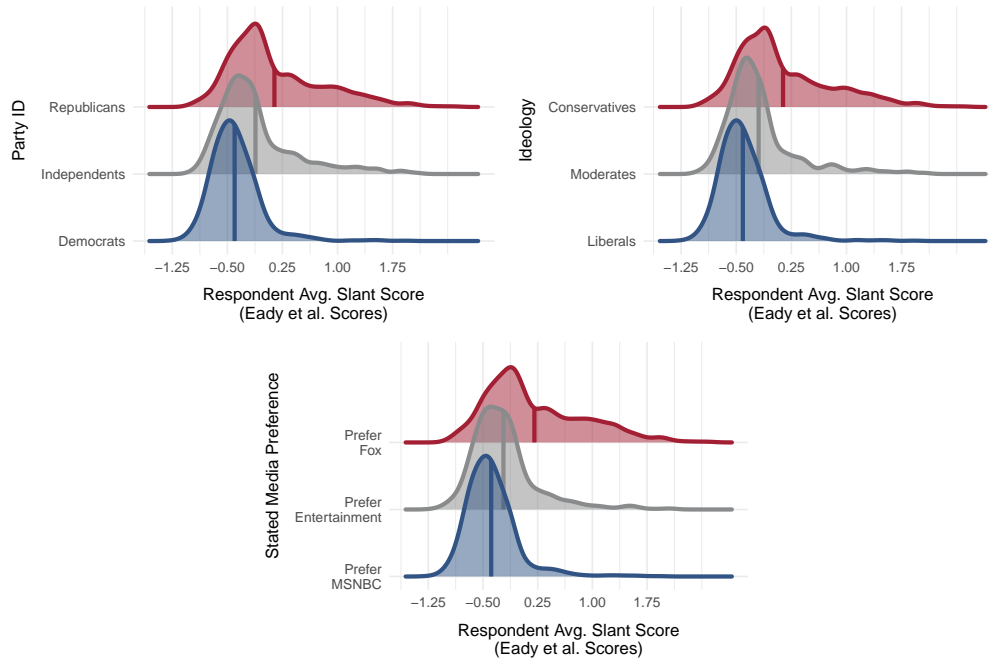 Party ID
Republicans
Independents
Democrats
−1.25 −0.50 0.25 1.00 1.75
Respondent Avg. Slant Score
(Eady et al. Scores)
Ideology
Conservatives
Moderates
Liberals
−1.25 −0.50 0.25 1.00 1.75
Respondent Avg. Slant Score
(Eady et al. Scores)
Stated Media Preference
Prefer
Fox
Prefer
Entertainment
Prefer
MSNBC
−1.25 −0.50 0.25 1.00 1.75
Respondent Avg. Slant Score
(Eady et al. Scores)